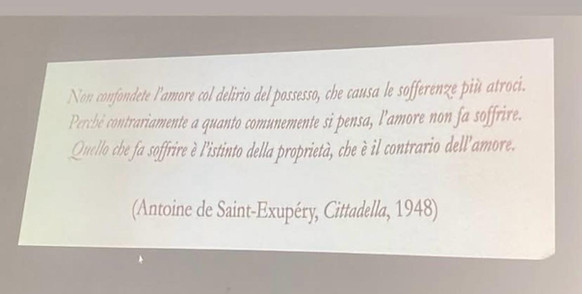 Non confondete l'amore col delirio del possesso, che causa le sofferenze più atroci.
Perché contrariamente a quanto comunemente si pensa, l'amore non fa soffrire.
Quello che fa soffrire è l'istinto della proprietà, che è il contrario dell'amore.
(Antoine de Saint-Exupéry, Cittadella, 1948)